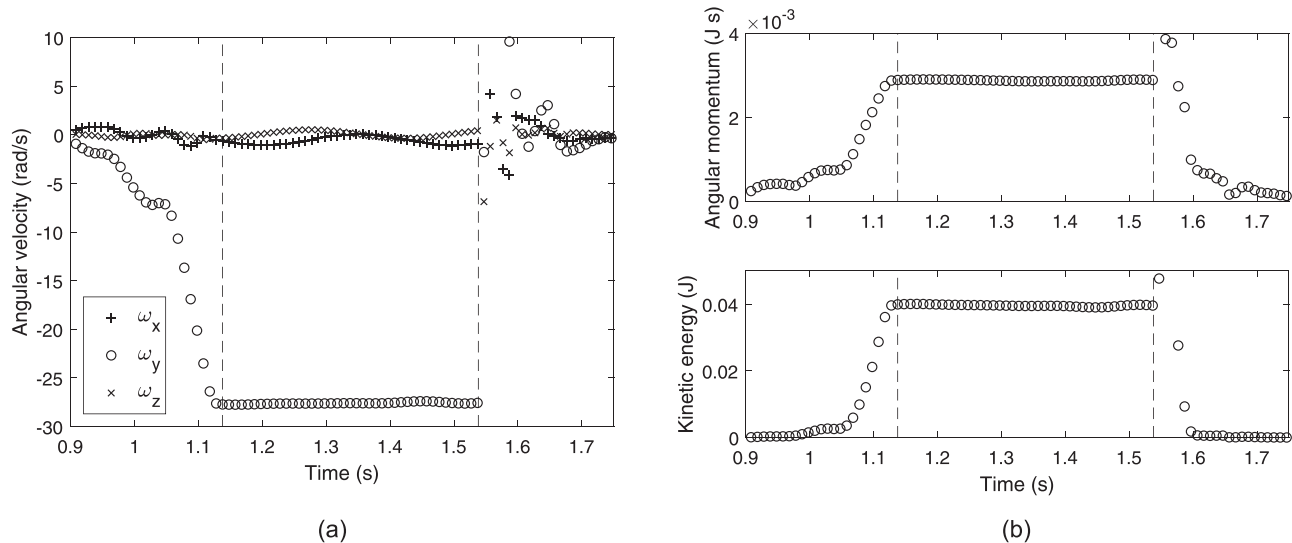 10
5
0
-5
-10
-15
-20
-25
-30
Angular velocity (rad/s)
ω_x
ω_y
ω_z
0.9 1 1.1 1.2 1.3 1.4 1.5 1.6 1.7
Time (s)
(a)
×10⁻³
4
2
0
Angular momentum (J s)
0.9 1 1.1 1.2 1.3 1.4 1.5 1.6 1.7
0.04
0.02
0
Kinetic energy (J)
0.9 1 1.1 1.2 1.3 1.4 1.5 1.6 1.7
Time (s)
(b)